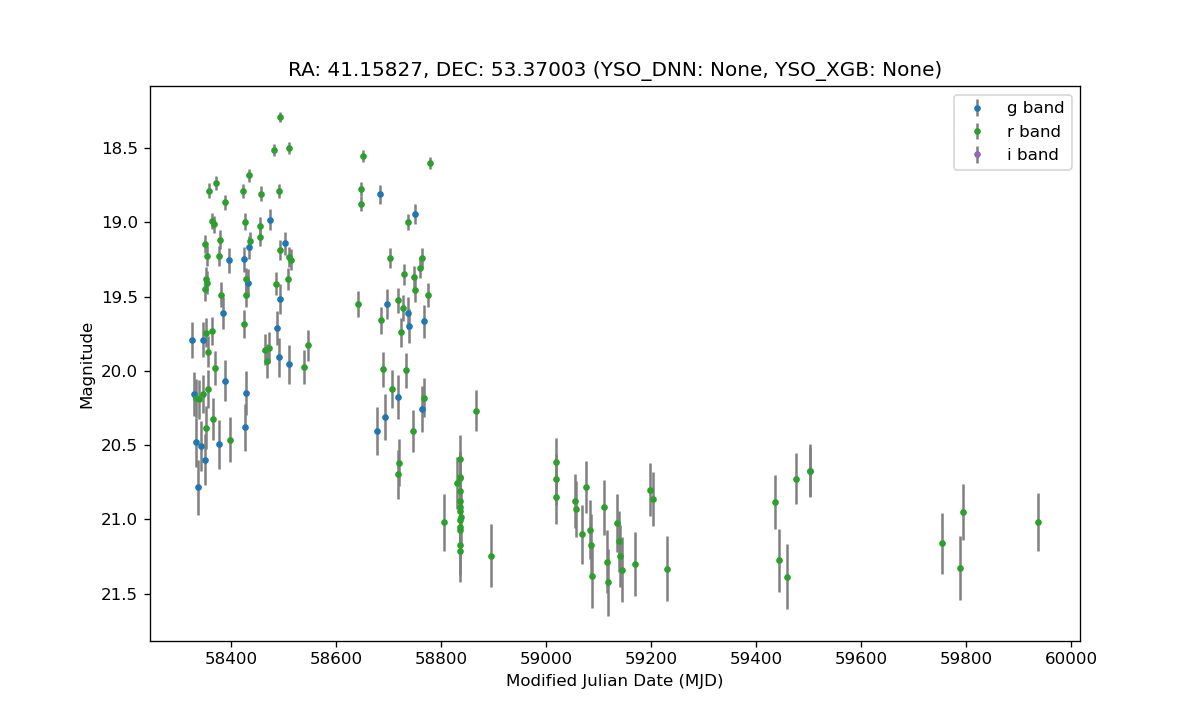 RA: 41.15827, DEC: 53.37003 (YSO_DNN: None, YSO_XGB: None)
g band
r band
i band
18.5
19.0
19.5
20.0
20.5
21.0
21.5
Magnitude
58400
58600
58800
59000
59200
59400
59600
59800
60000
Modified Julian Date (MJD)